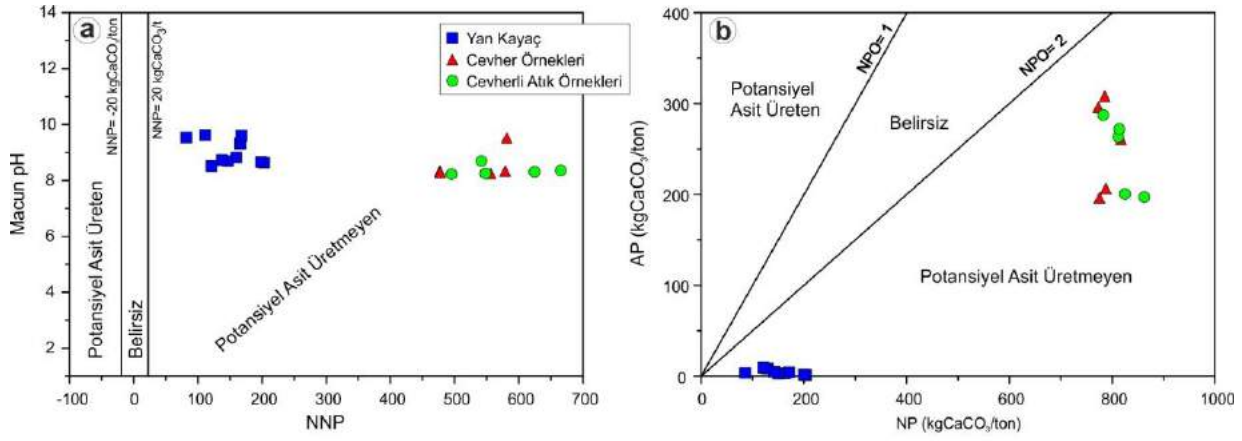 a
NNP= -20 kgCaCO₃/ton
NNP= 20 kgCaCO₃/t
Yan Kayaç
Cevher Örnekleri
Cevherli Atık Örnekleri
Potansiyel Asit Üreten
Belirsiz
Potansiyel Asit Üretmeyen
Macun pH
14
12
10
8
6
4
2
-100
0
100
200
300
400
500
600
700
NNP
b
NPO= 1
NPO= 2
Potansiyel
Asit Üreten
Belirsiz
Potansiyel Asit Üretmeyen
AP (kgCaCO₃/ton)
400
300
200
100
0
0
200
400
600
800
1000
NP (kgCaCO₃/ton)